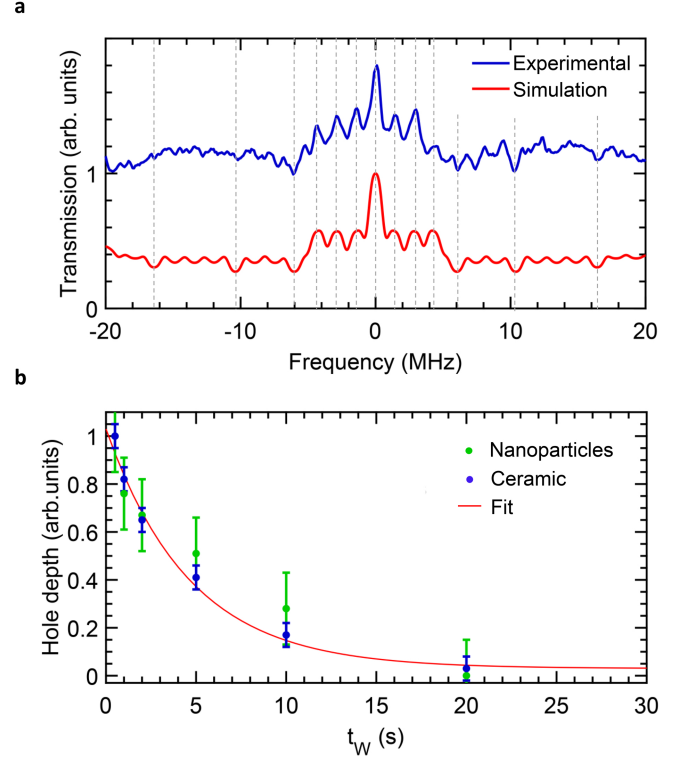 a
Transmission (arb. units)
1
0
Experimental
Simulation
-20 -10 0 10 20
Frequency (MHz)
b
Hole depth (arb.units)
1
0.8
0.6
0.4
0.2
0
Nanoparticles
Ceramic
Fit
0 5 10 15 20 25 30
tW (s)